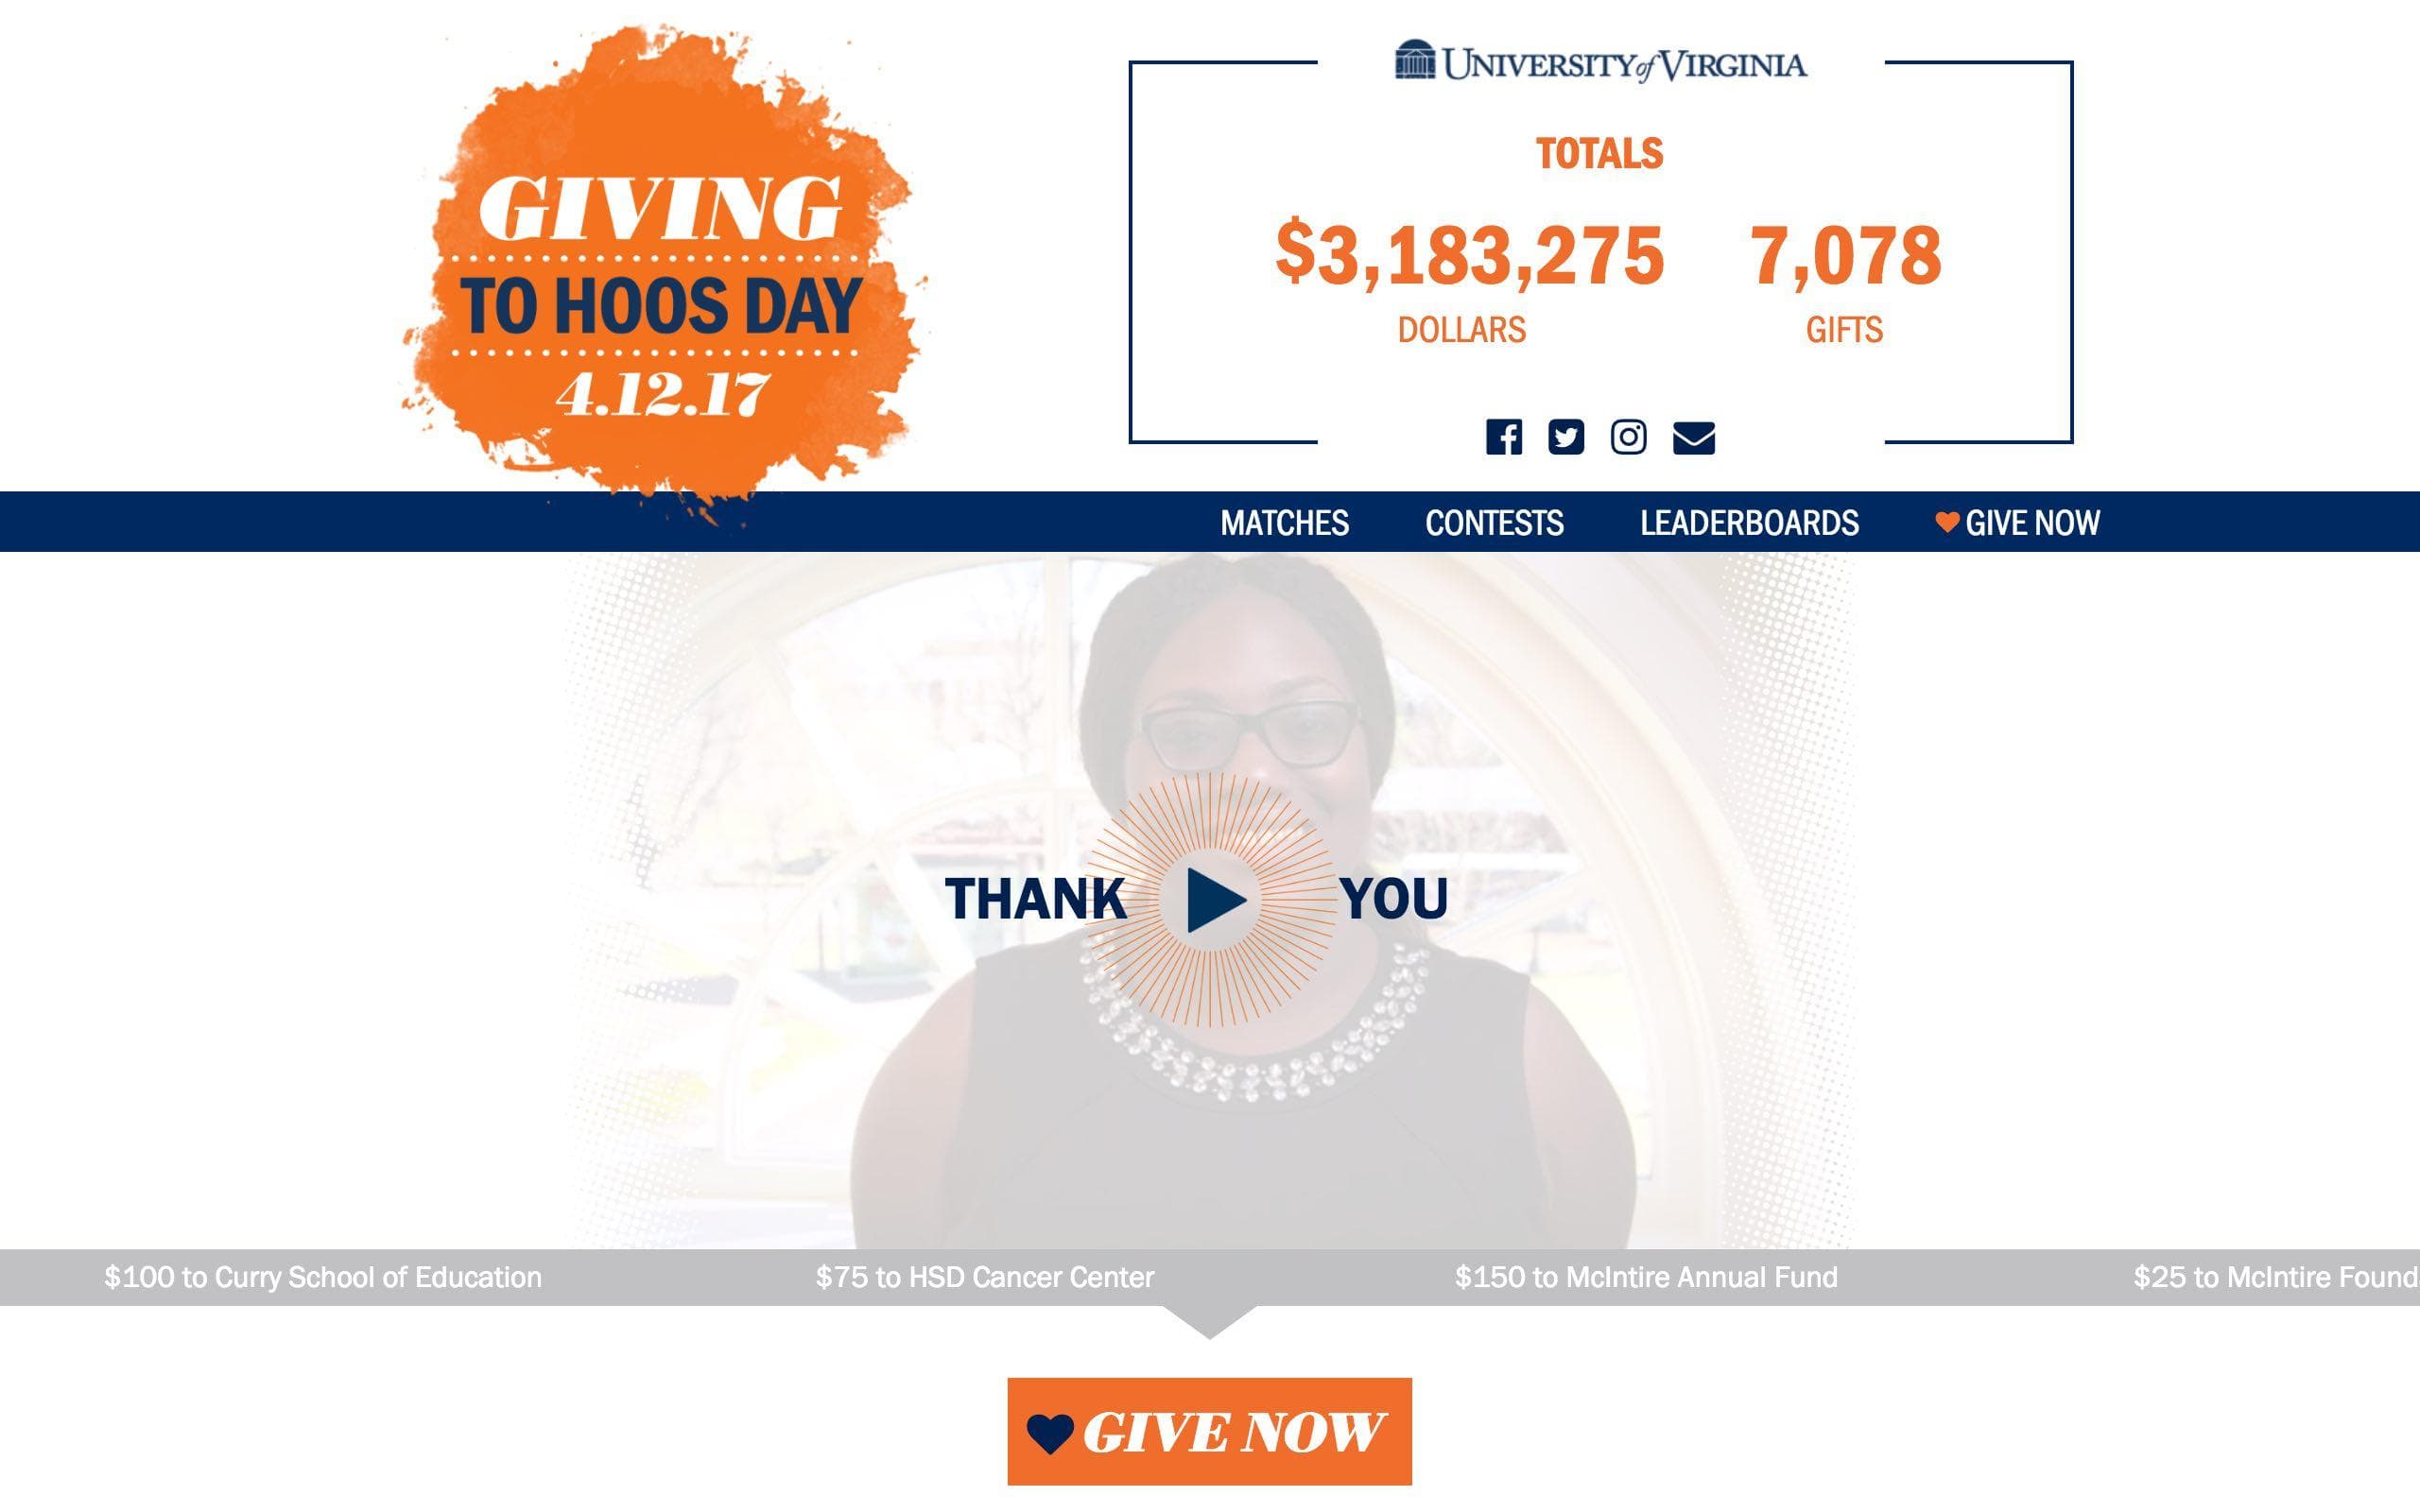 GIVING
TO HOOS DAY
4.12.17
UNIVERSITY of VIRGINIA
TOTALS
$3,183,275 7,078
DOLLARS GIFTS
MATCHES CONTESTS LEADERBOARDS GIVE NOW
THANK YOU
$100 to Curry School of Education $75 to HSD Cancer Center $150 to McIntire Annual Fund $25 to McIntire Found
GIVE NOW